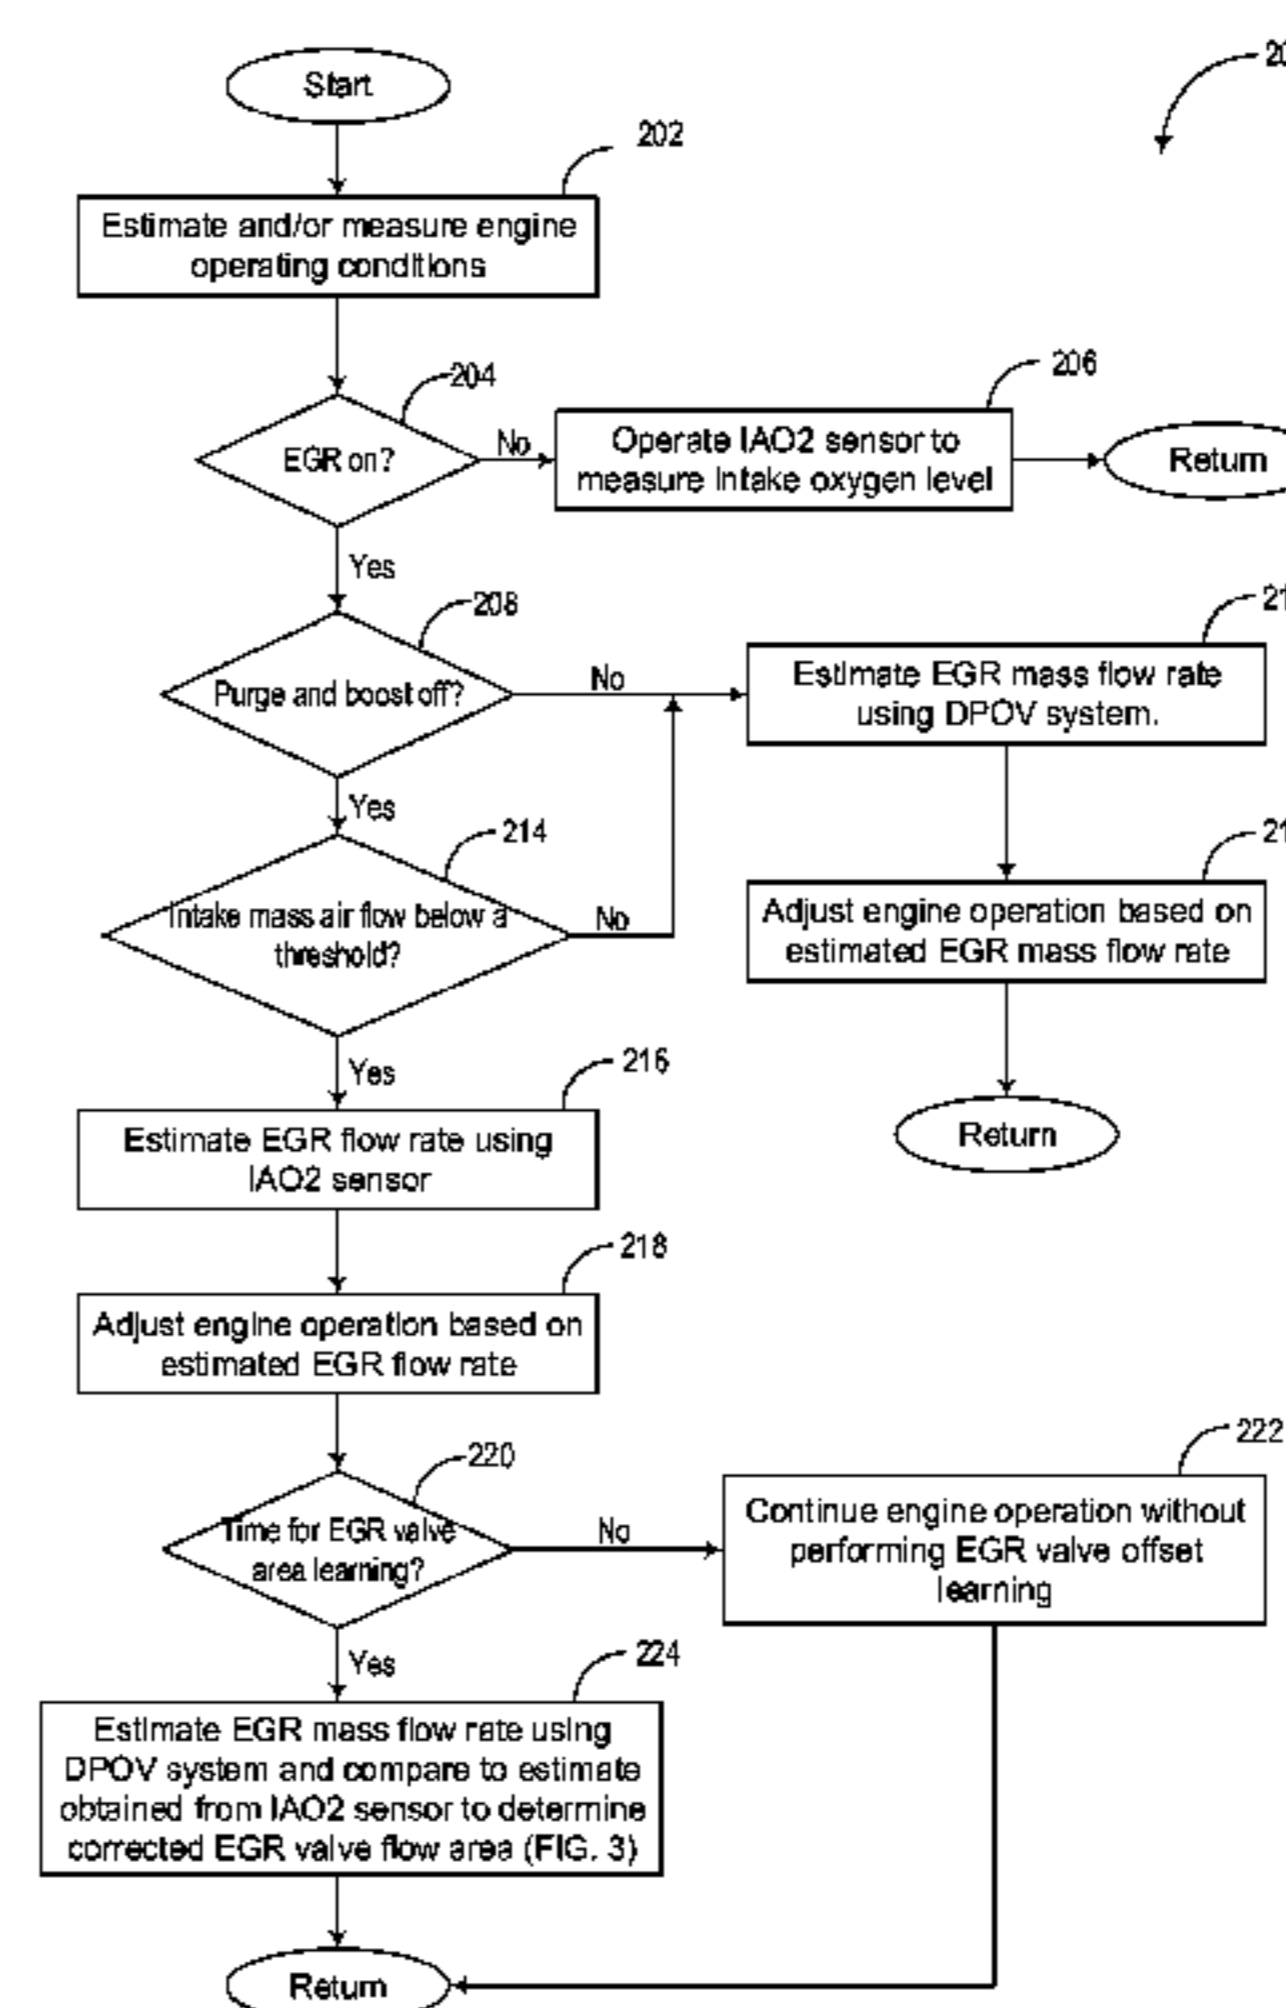 Start
202
Estimate and/or measure engine
operating conditions
204
EGR on?
No
206
Operate IAO2 sensor to
measure intake oxygen level
Return
Yes
208
Purge and boost off?
No
Estimate EGR mass flow rate
using DPOV system.
Yes
214
Intake mass air flow below a
threshold?
No
Adjust engine operation based on
estimated EGR mass flow rate
Return
Yes
216
Estimate EGR flow rate using
IAO2 sensor
218
Adjust engine operation based on
estimated EGR flow rate
220
Time for EGR valve
area learning?
No
222
Continue engine operation without
performing EGR valve offset
learning
Yes
224
Estimate EGR mass flow rate using
DPOV system and compare to estimate
obtained from IAO2 sensor to determine
corrected EGR valve flow area (FIG. 3)
Return